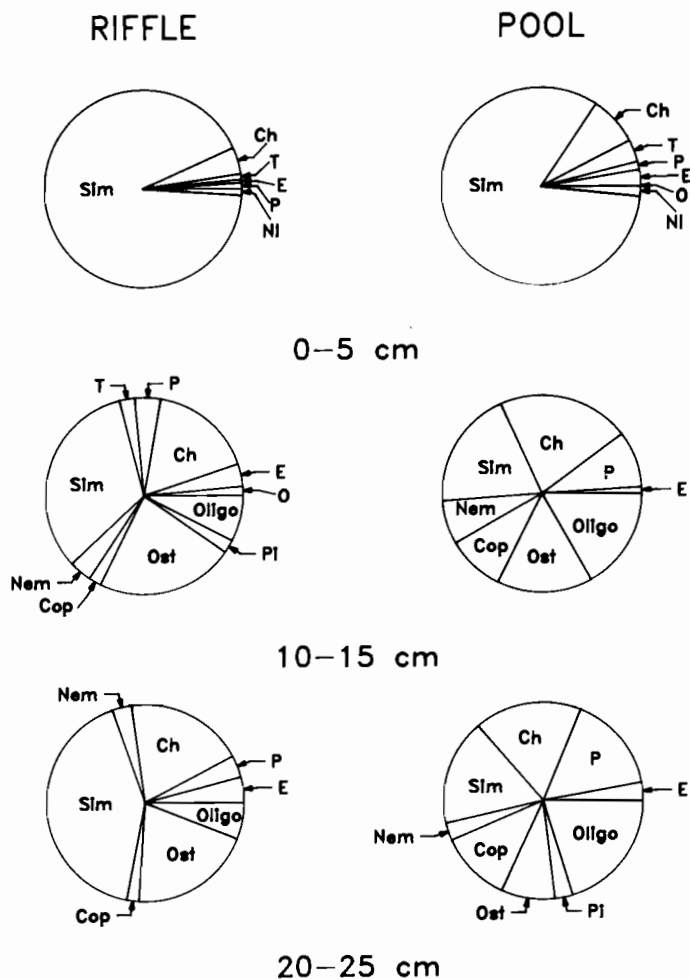 RIFFLE POOL
Sim Ch T E P NI
Sim Ch T P E O NI
0-5 cm
T P Ch E O Oligo PI Ost Cop Nem Sim
Ch P E Oligo Ost Cop Nem Sim
10-15 cm
Nem Ch P E Oligo Ost Cop Sim
Ch P E Oligo PI Ost Cop Nem Sim
20-25 cm